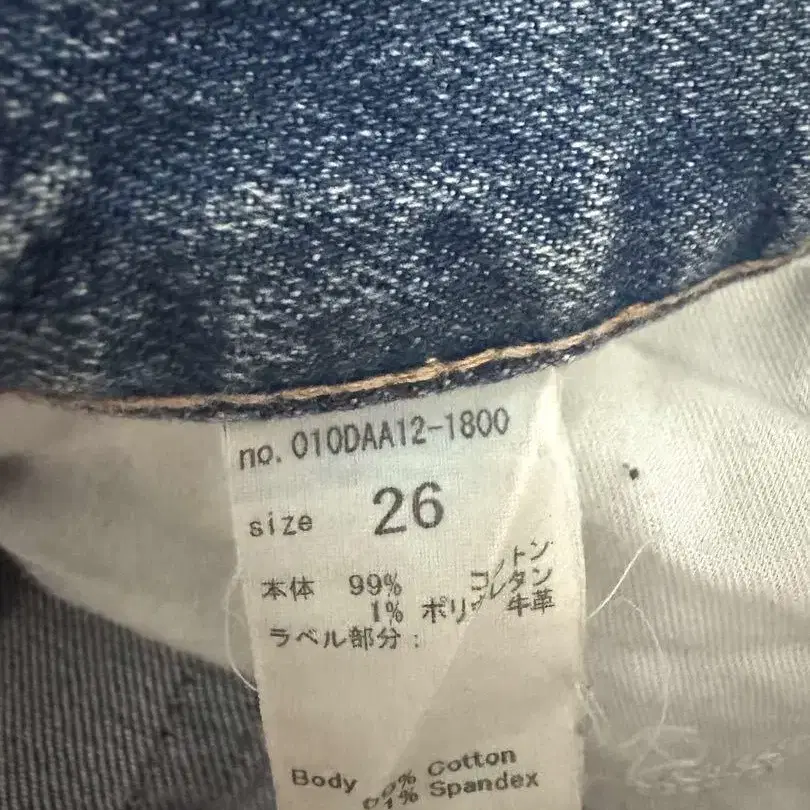 no. 010DAA12-1800
size 26
本体 99% コットン
1% ポリウレタン
ラベル部分: 牛革
Body % Cotton
1% Spandex